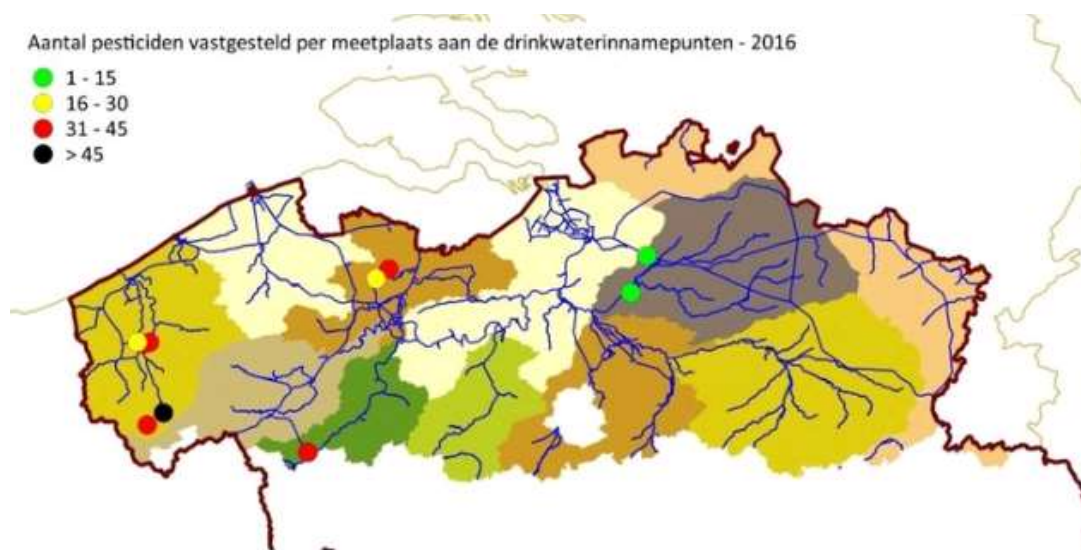 Aantal pesticiden vastgesteld per meetplaats aan de drinkwaterinnamepunten - 2016
1 - 15
16 - 30
31 - 45
> 45